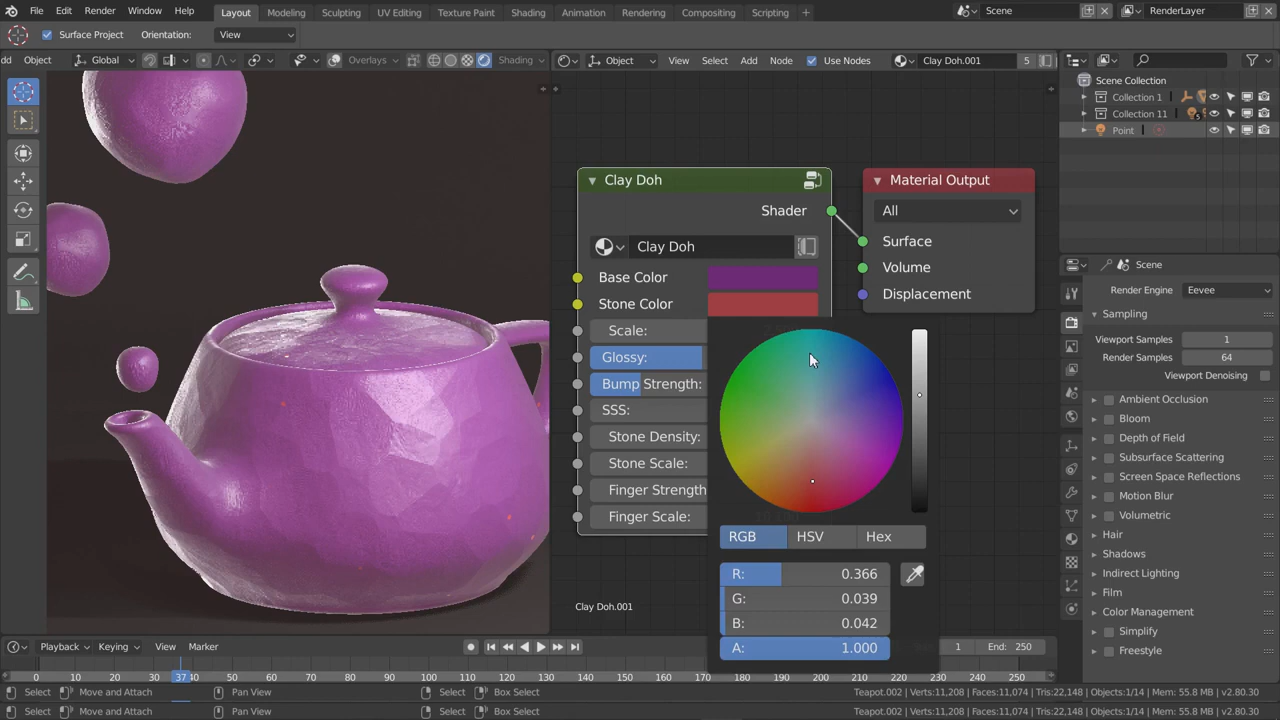 File Edit Render Window Help Layout Modeling Sculpting UV Editing Texture Paint Shading Animation Rendering Compositing Scripting + Scene RenderLayer
Surface Project Orientation: View
dd Object Global Overlays Shading Object View Select Add Node Use Nodes Clay Doh.001 5
Scene Collection
Collection 1
Collection 11 5
Point
Clay Doh
Shader
Clay Doh
Base Color
Stone Color
Scale:
Glossy:
Bump Strength:
SSS:
Stone Density:
Stone Scale:
Finger Strength
Finger Scale:
Material Output
All
Surface
Volume
Displacement
RGB HSV Hex
R: 0.366
G: 0.039
B: 0.042
A: 1.000
Clay Doh.001
Scene
Render Engine Eevee
Sampling
Viewport Samples 1
Render Samples 64
Viewport Denoising
Ambient Occlusion
Bloom
Depth of Field
Subsurface Scattering
Screen Space Reflections
Motion Blur
Volumetric
Hair
Shadows
Indirect Lighting
Film
Color Management
Simplify
Freestyle
Playback Keying View Marker 1 End: 250
0 10 20 30 37 40 50 60 70 80 90 100 110 120 130 140 150 160 170 180 190 200 210 220 230 240 250
Select Move and Attach Pan View Select Box Select Teapot.002 | Verts:11,208 | Faces:11,074 | Tris:22,148 | Objects:1/14 | Mem: 55.8 MB | v2.80.30
Select Move and Attach Pan View Select Box Select Teapot.002 | Verts:11,208 | Faces:11,074 | Tris:22,148 | Objects:1/14 | Mem: 55.8 MB | v2.80.30